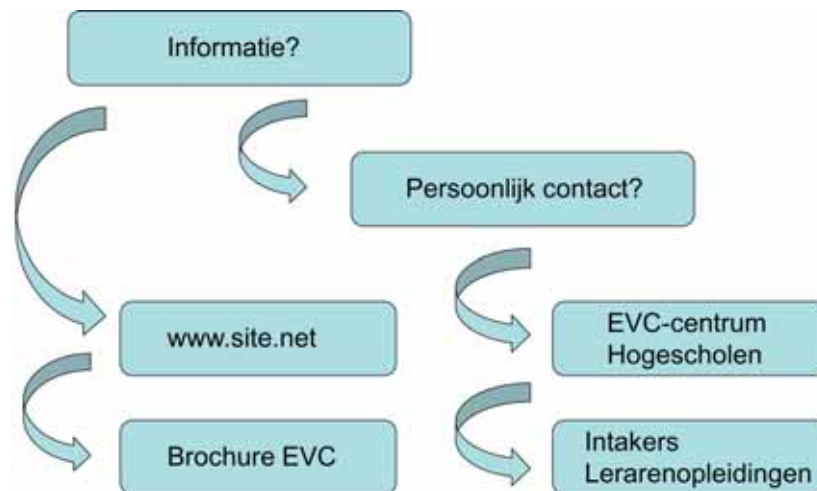 Informatie?
Persoonlijk contact?
www.site.net
EVC-centrum
Hogescholen
Brochure EVC
Intakers
Lerarenopleidingen